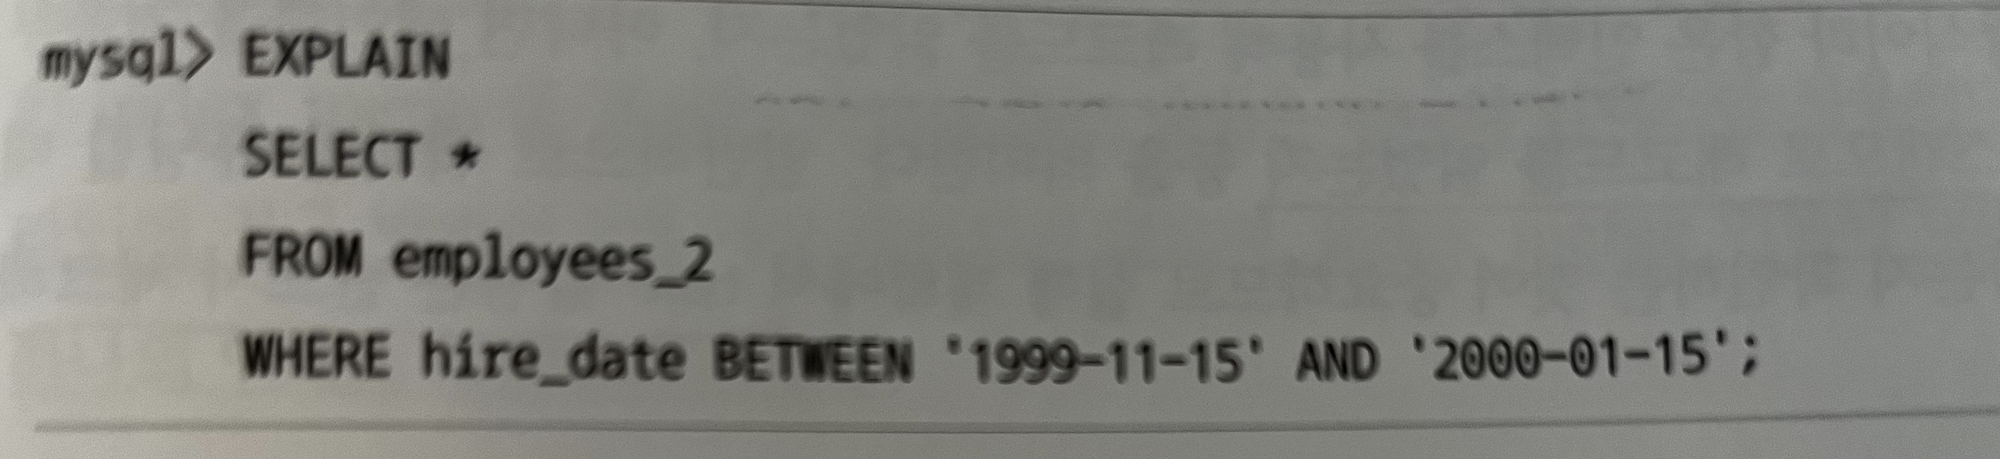 mysql> EXPLAIN
SELECT *
FROM employees_2
WHERE hire_date BETWEEN '1999-11-15' AND '2000-01-15';